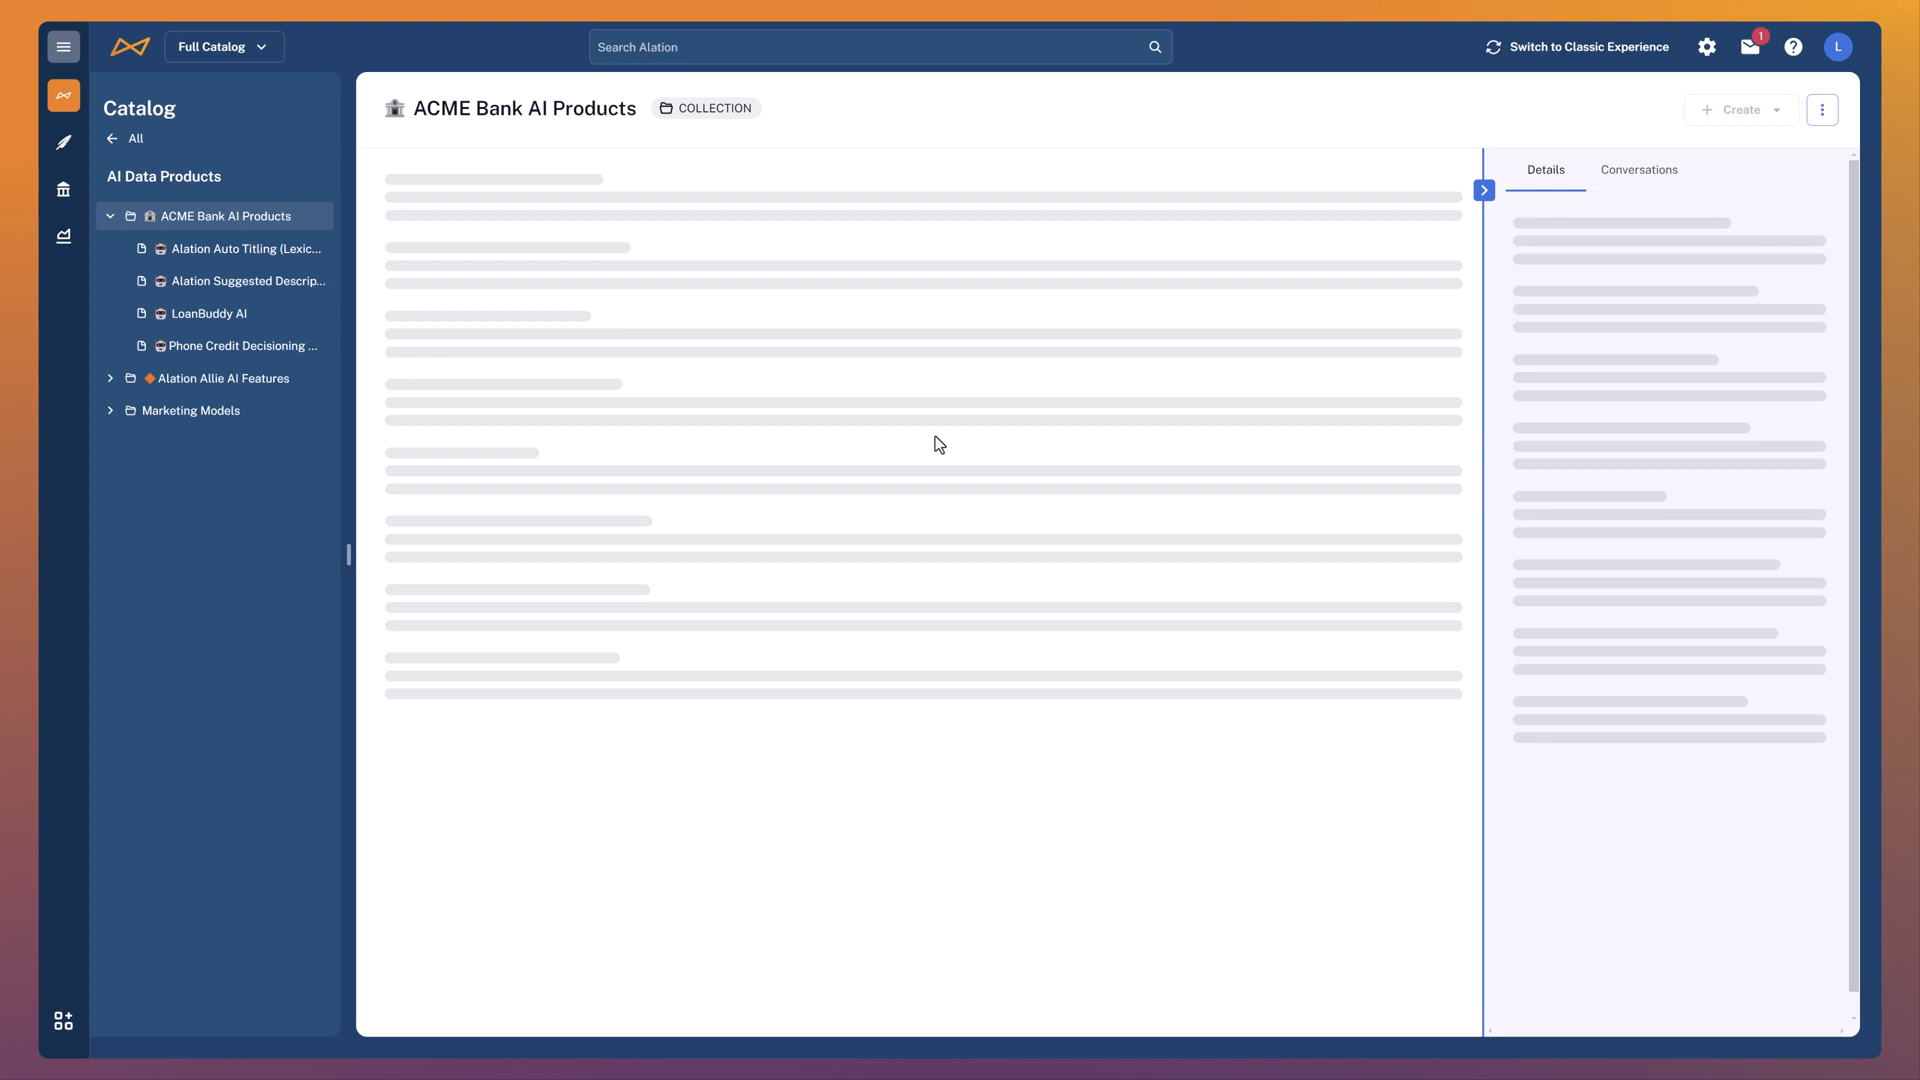 Full Catalog
Search Alation
Switch to Classic Experience
1
L
Catalog
All
AI Data Products
ACME Bank AI Products
Alation Auto Titling (Lexic...
Alation Suggested Descrip...
LoanBuddy AI
Phone Credit Decisioning ...
Alation Allie AI Features
Marketing Models
ACME Bank AI Products
COLLECTION
Create
Details
Conversations